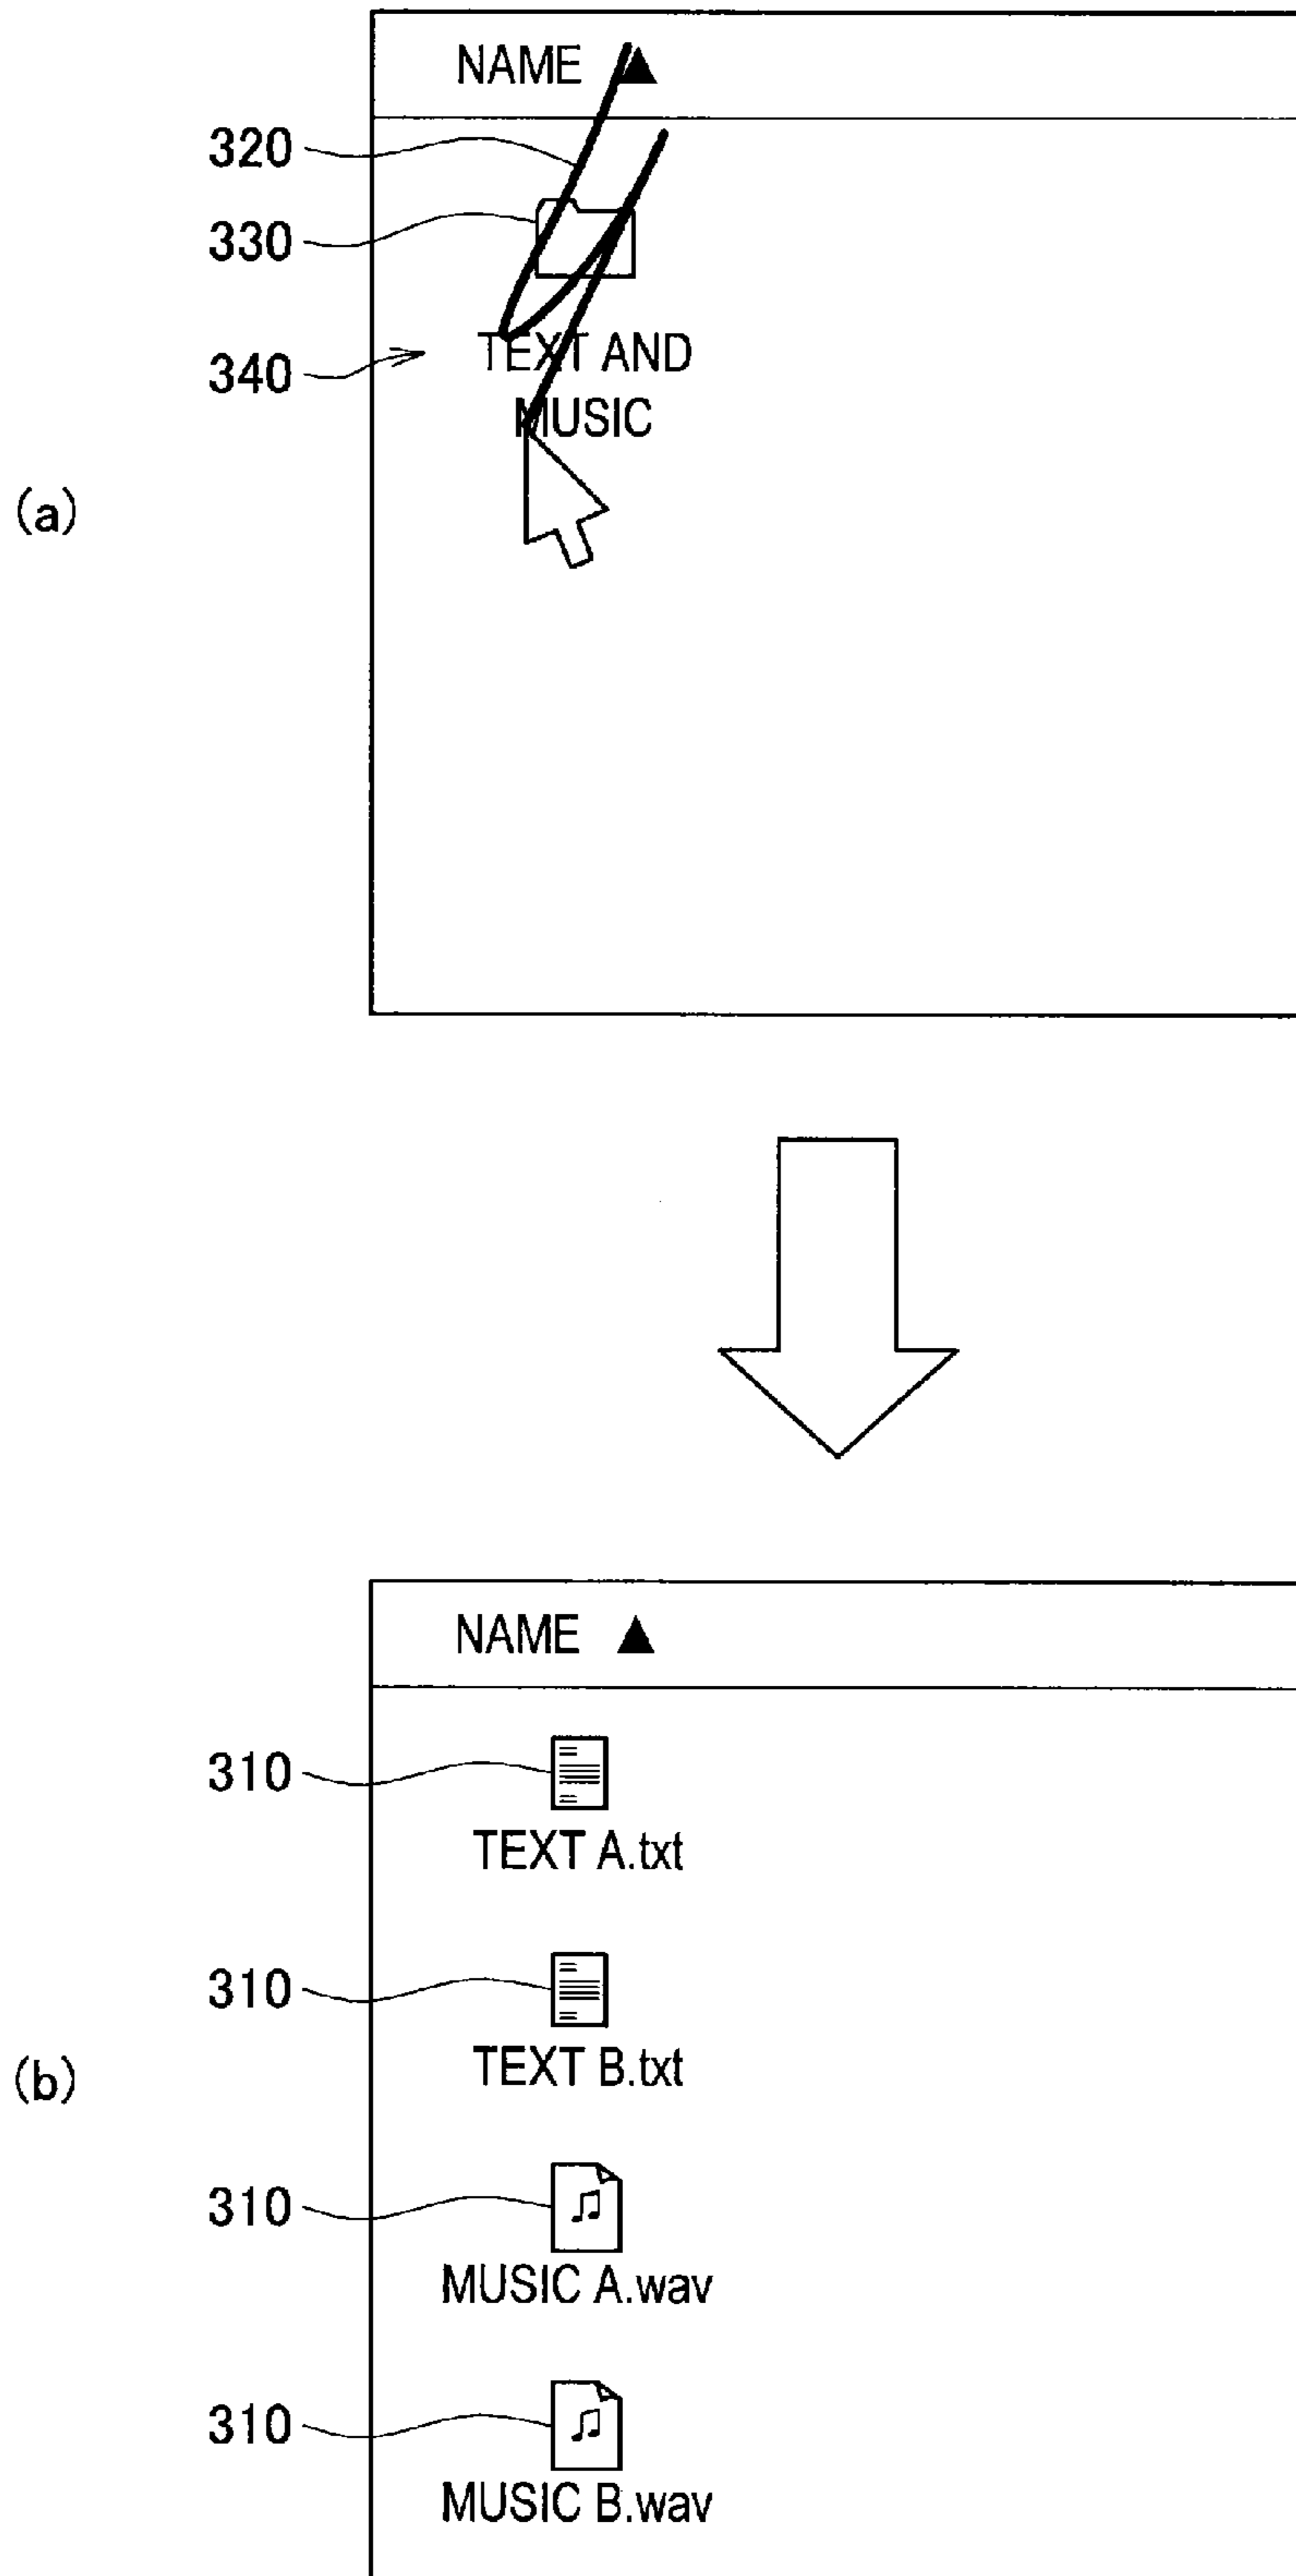 NAME ▲
320
330
TEXT AND
340
MUSIC
(a)
NAME ▲
310
TEXT A.txt
310
TEXT B.txt
(b)
310
MUSIC A.wav
310
MUSIC B.wav